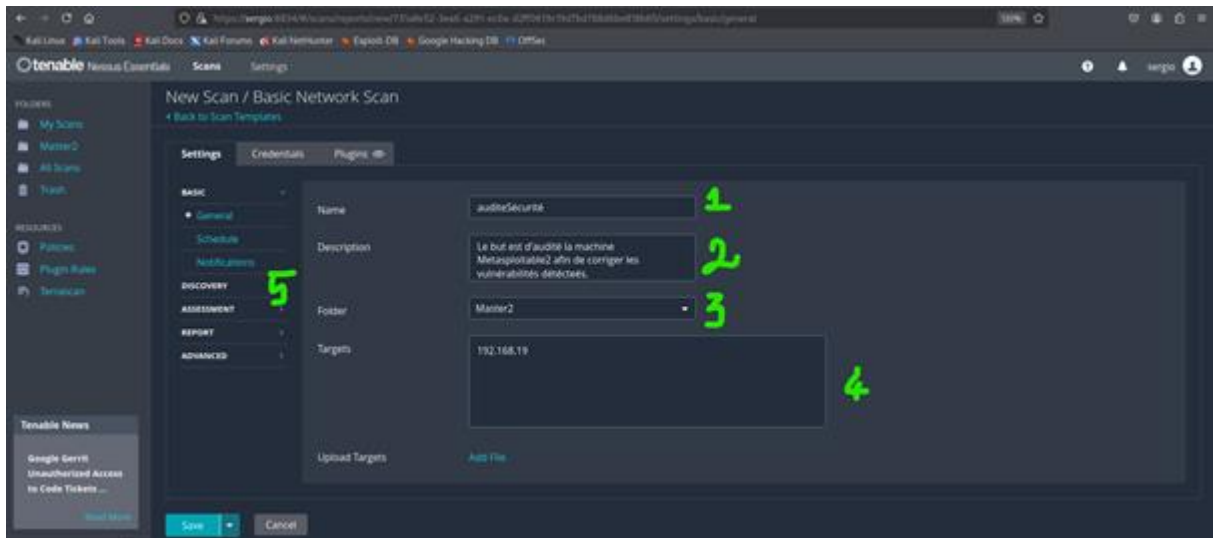 Kali Linux Kali Tools Kali Docs Kali Forums Kali NetHunter Exploit-DB Google Hacking DB OffSec
tenable Nessus Essentials Scans Settings sergio
FOLDERS
My Scans
Master2
All Scans
Trash
RESOURCES
Policies
Plugin Rules
Terrascan
New Scan / Basic Network Scan
Back to Scan Templates
Settings Credentials Plugins
BASIC
General
Schedule
Notifications
DISCOVERY
ASSESSMENT
REPORT
ADVANCED
5
Name auditeSecurité 1
Description Le but est d'audité la machine
Metasploitable2 afin de corriger les
vulnérabilités détéctées. 2
Folder Master2 3
Targets 192.168.19 4
Upload Targets Add File
Tenable News
Google Gerrit
Unauthorized Access
to Code Tickets ...
Read More
Save Cancel